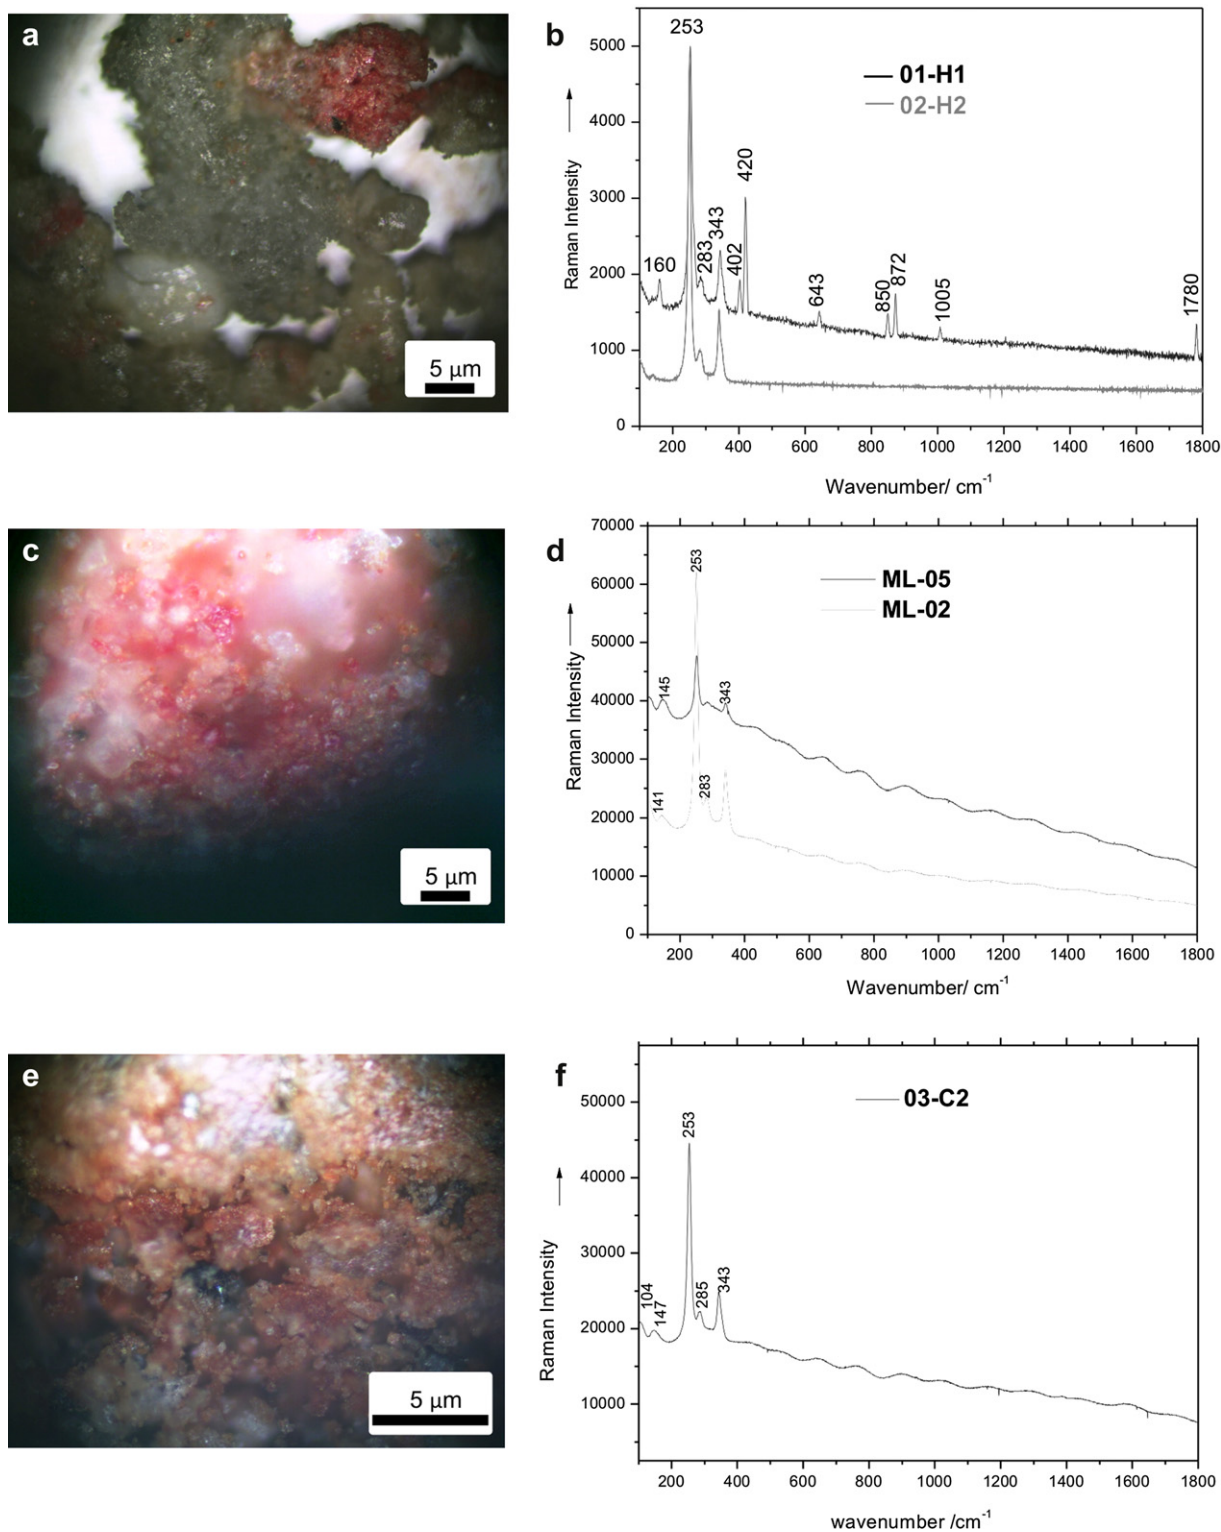 a
5 µm
b
5000
4000
3000
2000
1000
0
Raman Intensity
253
160
283
343
402
420
643
850
872
1005
1780
01-H1
02-H2
200 400 600 800 1000 1200 1400 1600 1800
Wavenumber/ cm-1
c
5 µm
d
70000
60000
50000
40000
30000
20000
10000
0
Raman Intensity
253
145
343
141
283
ML-05
ML-02
200 400 600 800 1000 1200 1400 1600 1800
Wavenumber/ cm-1
e
5 µm
f
50000
40000
30000
20000
10000
Raman Intensity
253
104
147
285
343
03-C2
200 400 600 800 1000 1200 1400 1600 1800
wavenumber /cm-1